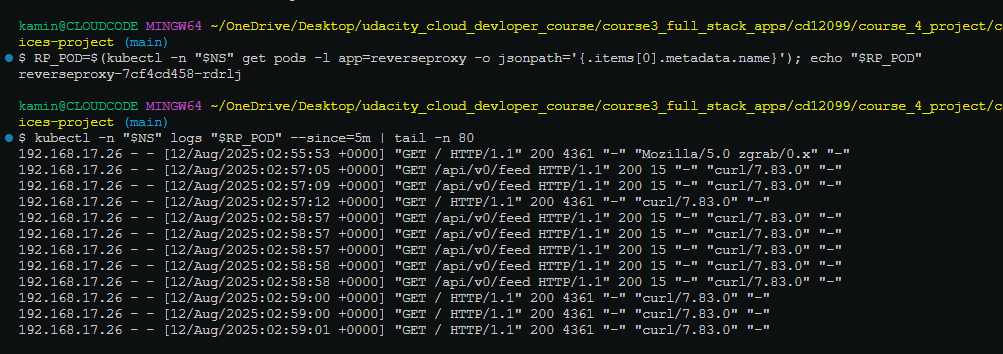 kamin@CLOUDCODE MINGW64 ~/OneDrive/Desktop/udacity_cloud_devloper_course/course3_full_stack_apps/cd12099/course_4_project/c
ices-project (main)
$ RP_POD=$(kubectl -n "$NS" get pods -l app=reverseproxy -o jsonpath='{.items[0].metadata.name}'); echo "$RP_POD"
reverseproxy-7cf4cd458-rdrlj
kamin@CLOUDCODE MINGW64 ~/OneDrive/Desktop/udacity_cloud_devloper_course/course3_full_stack_apps/cd12099/course_4_project/c
ices-project (main)
$ kubectl -n "$NS" logs "$RP_POD" --since=5m | tail -n 80
192.168.17.26 - - [12/Aug/2025:02:55:53 +0000] "GET / HTTP/1.1" 200 4361 "-" "Mozilla/5.0 zgrab/0.x" "-"
192.168.17.26 - - [12/Aug/2025:02:57:05 +0000] "GET /api/v0/feed HTTP/1.1" 200 15 "-" "curl/7.83.0" "-"
192.168.17.26 - - [12/Aug/2025:02:57:09 +0000] "GET /api/v0/feed HTTP/1.1" 200 15 "-" "curl/7.83.0" "-"
192.168.17.26 - - [12/Aug/2025:02:57:12 +0000] "GET / HTTP/1.1" 200 4361 "-" "curl/7.83.0" "-"
192.168.17.26 - - [12/Aug/2025:02:58:57 +0000] "GET /api/v0/feed HTTP/1.1" 200 15 "-" "curl/7.83.0" "-"
192.168.17.26 - - [12/Aug/2025:02:58:57 +0000] "GET /api/v0/feed HTTP/1.1" 200 15 "-" "curl/7.83.0" "-"
192.168.17.26 - - [12/Aug/2025:02:58:57 +0000] "GET /api/v0/feed HTTP/1.1" 200 15 "-" "curl/7.83.0" "-"
192.168.17.26 - - [12/Aug/2025:02:58:58 +0000] "GET /api/v0/feed HTTP/1.1" 200 15 "-" "curl/7.83.0" "-"
192.168.17.26 - - [12/Aug/2025:02:58:58 +0000] "GET /api/v0/feed HTTP/1.1" 200 15 "-" "curl/7.83.0" "-"
192.168.17.26 - - [12/Aug/2025:02:59:00 +0000] "GET / HTTP/1.1" 200 4361 "-" "curl/7.83.0" "-"
192.168.17.26 - - [12/Aug/2025:02:59:00 +0000] "GET / HTTP/1.1" 200 4361 "-" "curl/7.83.0" "-"
192.168.17.26 - - [12/Aug/2025:02:59:01 +0000] "GET / HTTP/1.1" 200 4361 "-" "curl/7.83.0" "-"